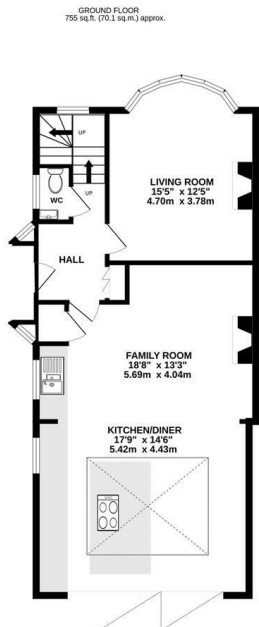 GROUND FLOOR
755 sq.ft. (70.1 sq.m.) approx.
UP
UP
WC
LIVING ROOM
15'5" x 12'5"
4.70m x 3.78m
HALL
FAMILY ROOM
18'8" x 13'3"
5.69m x 4.04m
KITCHEN/DINER
17'9" x 14'6"
5.42m x 4.43m